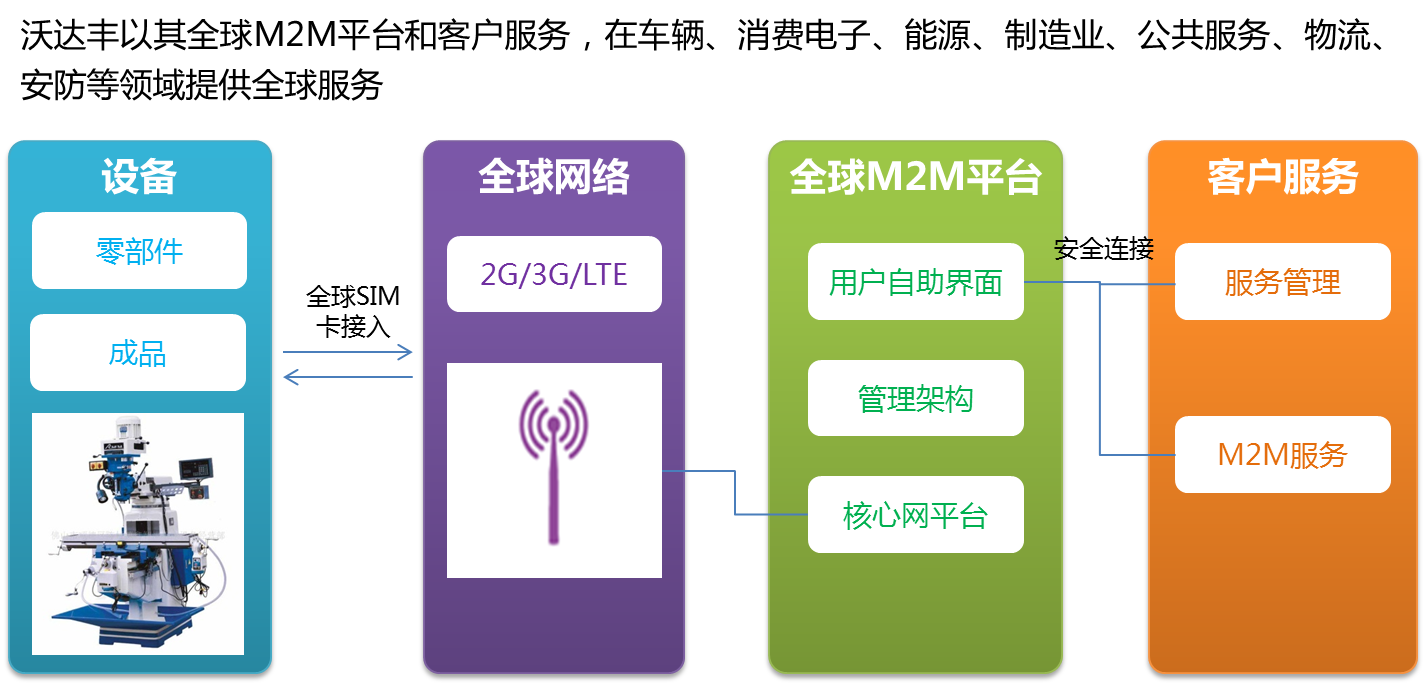 沃达丰以其全球M2M平台和客户服务，在车辆、消费电子、能源、制造业、公共服务、物流、
安防等领域提供全球服务
设备
零部件
成品
全球SIM
卡接入
全球网络
2G/3G/LTE
全球M2M平台
用户自助界面
管理架构
核心网平台
安全连接
客户服务
服务管理
M2M服务